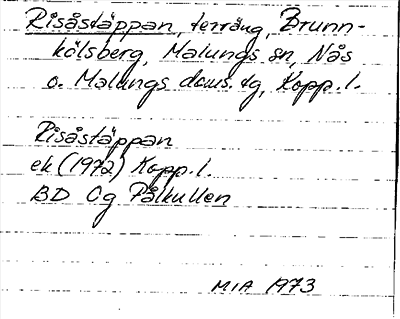 Risåstäppan, terräng, Brunn-
kölsberg, Malungs sn, Nås
o. Malungs doms. tg, Kopp. l.
Risåstäppan
ek (1972) Kopp. l.
BD Og Pålkullen
MIA 1973